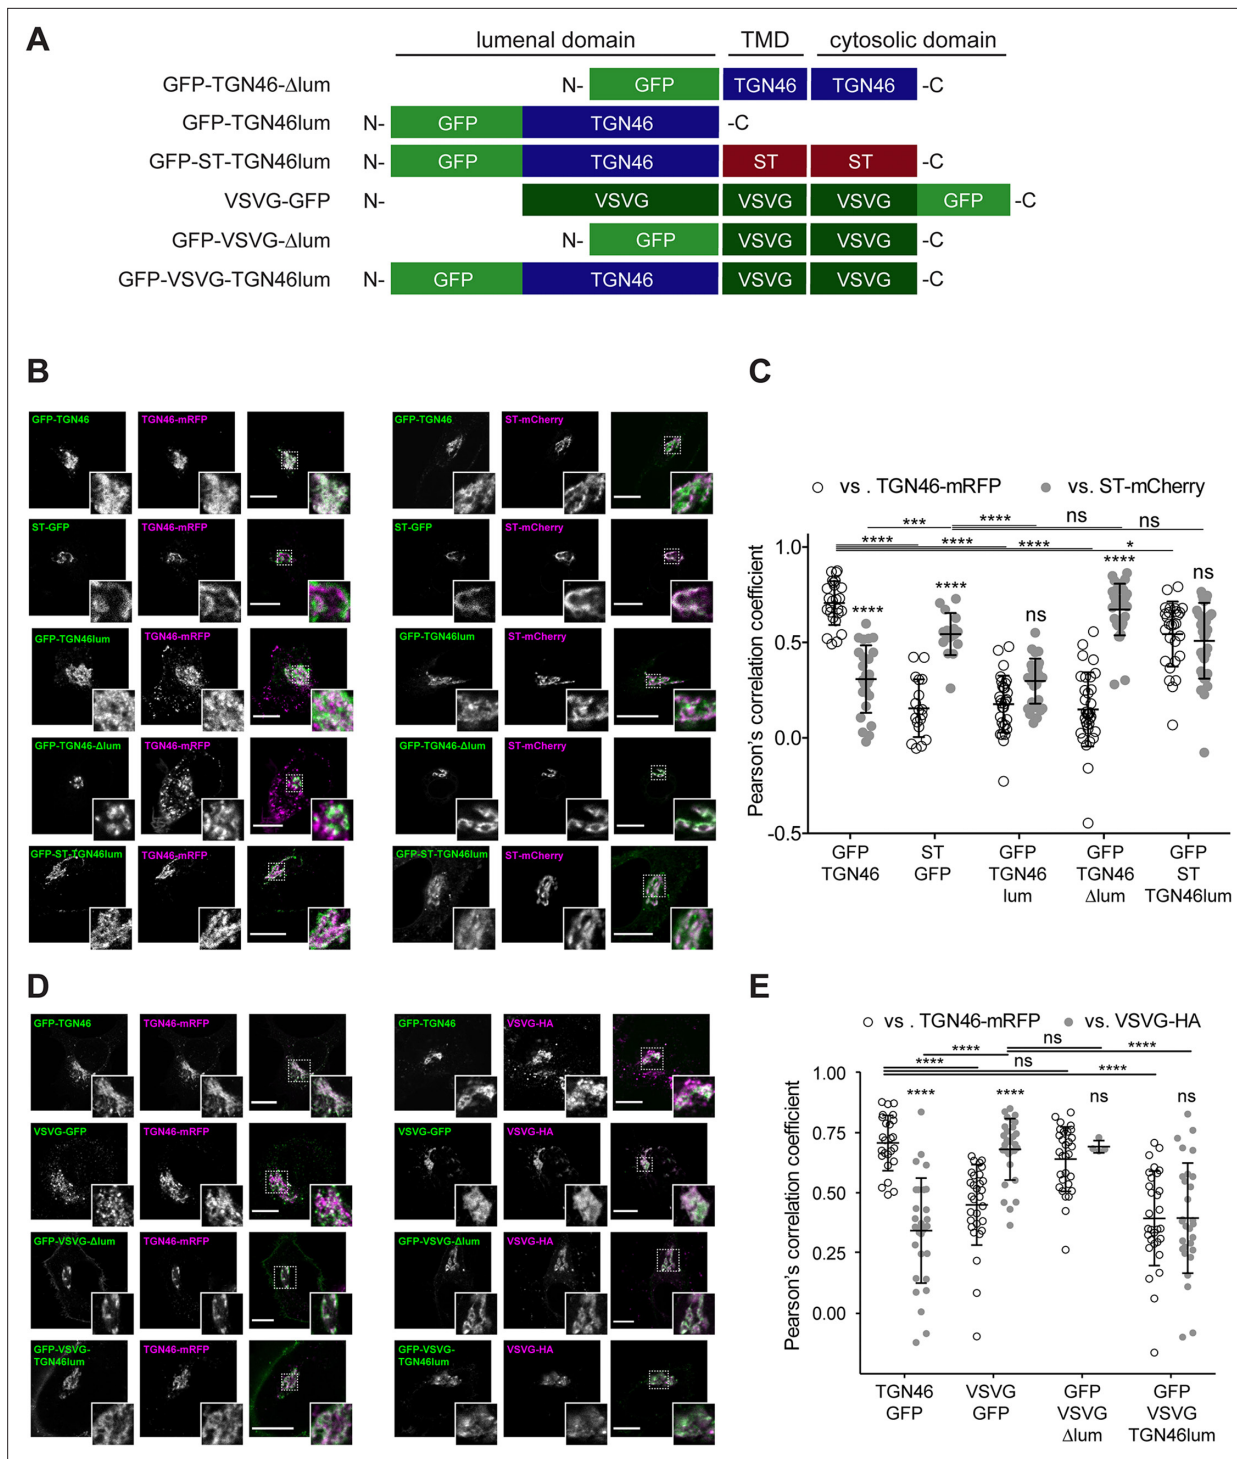 A
lumenal domain TMD cytosolic domain
GFP-TGN46-Δlum N- GFP TGN46 TGN46 -C
GFP-TGN46lum N- GFP TGN46 -C
GFP-ST-TGN46lum N- GFP TGN46 ST ST -C
VSVG-GFP N- VSVG VSVG VSVG GFP -C
GFP-VSVG-Δlum N- GFP VSVG VSVG -C
GFP-VSVG-TGN46lum N- GFP TGN46 VSVG VSVG -C
B
GFP-TGN46 TGN46-mRFP GFP-TGN46 ST-mCherry
ST-GFP TGN46-mRFP ST-GFP ST-mCherry
GFP-TGN46lum TGN46-mRFP GFP-TGN46lum ST-mCherry
GFP-TGN46-Δlum TGN46-mRFP GFP-TGN46-Δlum ST-mCherry
GFP-ST-TGN46lum TGN46-mRFP GFP-ST-TGN46lum ST-mCherry
C
vs . TGN46-mRFP vs. ST-mCherry
*** **** ns ns
**** **** **** *
**** **** ns **** ns
Pearson's correlation coefficient
1.0
0.5
0.0
-0.5
GFP ST GFP GFP GFP
TGN46 GFP TGN46 TGN46 ST
lum Δlum TGN46lum
D
GFP-TGN46 TGN46-mRFP GFP-TGN46 VSVG-HA
VSVG-GFP TGN46-mRFP VSVG-GFP VSVG-HA
GFP-VSVG-Δlum TGN46-mRFP GFP-VSVG-Δlum VSVG-HA
GFP-VSVG- TGN46-mRFP GFP-VSVG- VSVG-HA
TGN46lum TGN46lum
E
vs . TGN46-mRFP vs. VSVG-HA
**** ns ****
**** ns ****
**** **** ns ns
Pearson's correlation coefficient
1.00
0.75
0.50
0.25
0.00
TGN46 VSVG GFP GFP
GFP GFP VSVG VSVG
Δlum TGN46lum